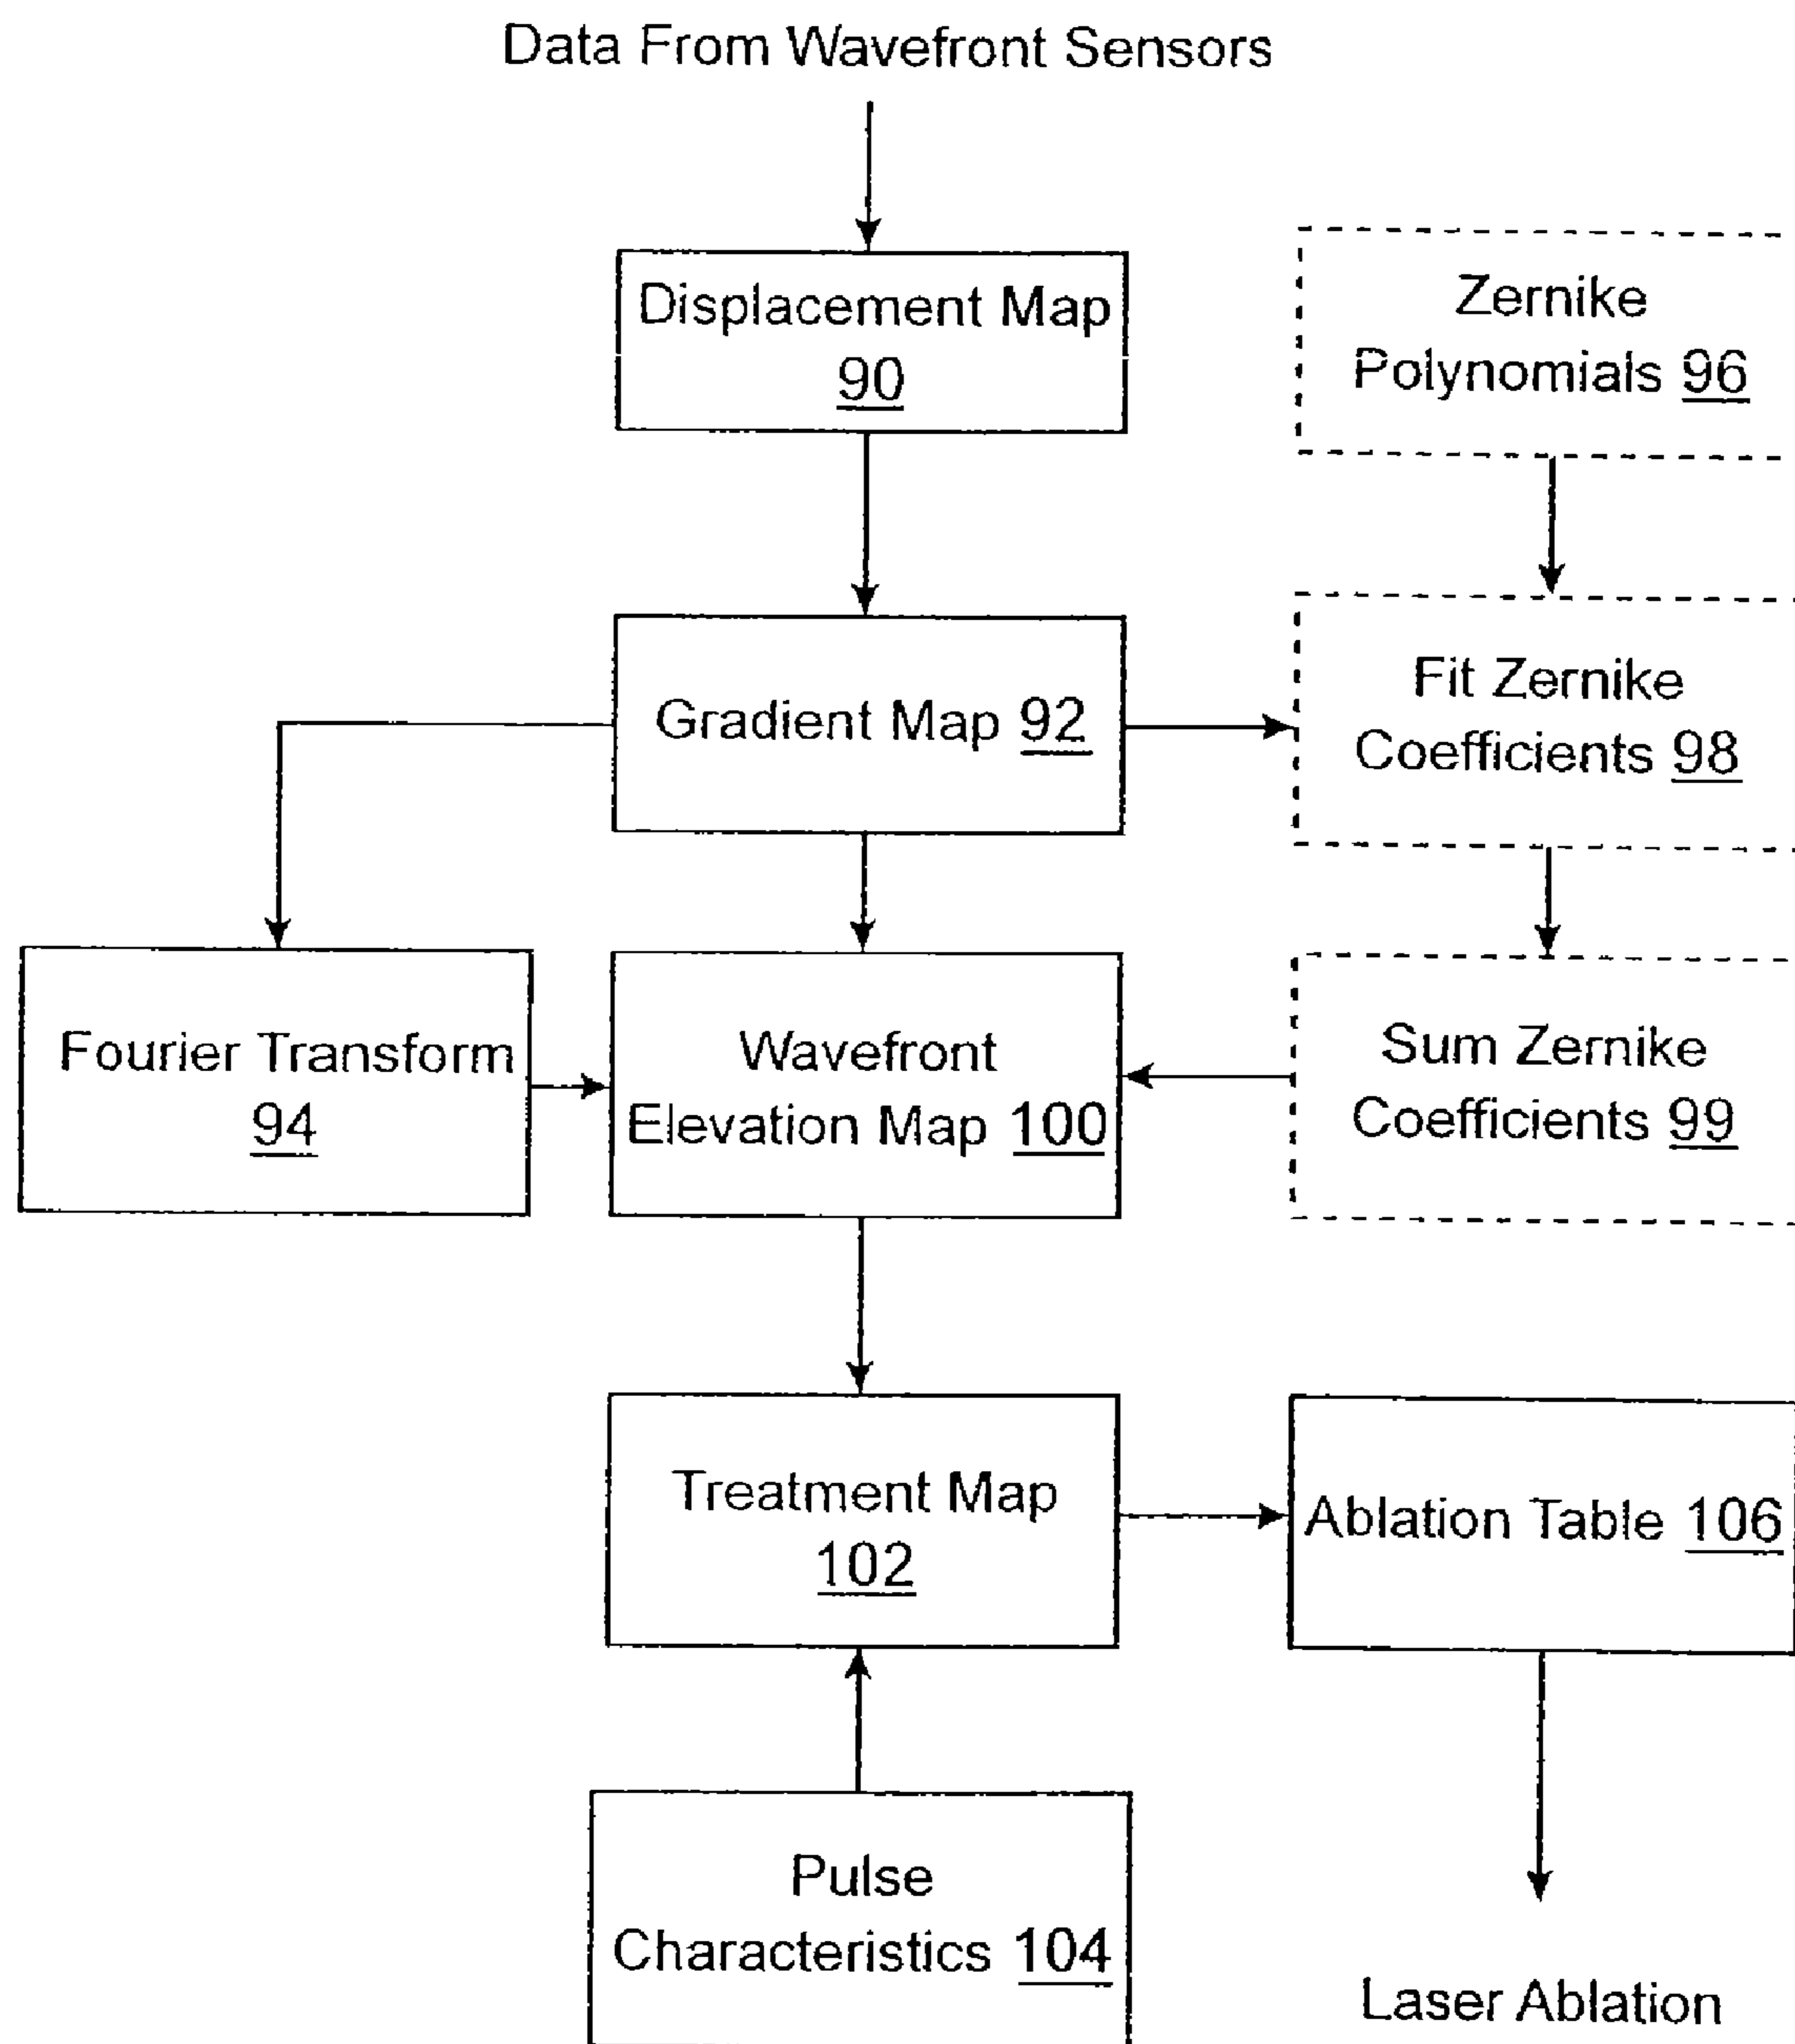 Data From Wavefront Sensors
Displacement Map
90
Zernike
Polynomials 96
Gradient Map 92
Fit Zernike
Coefficients 98
Fourier Transform
94
Wavefront
Elevation Map 100
Sum Zernike
Coefficients 99
Treatment Map
102
Ablation Table 106
Pulse
Characteristics 104
Laser Ablation